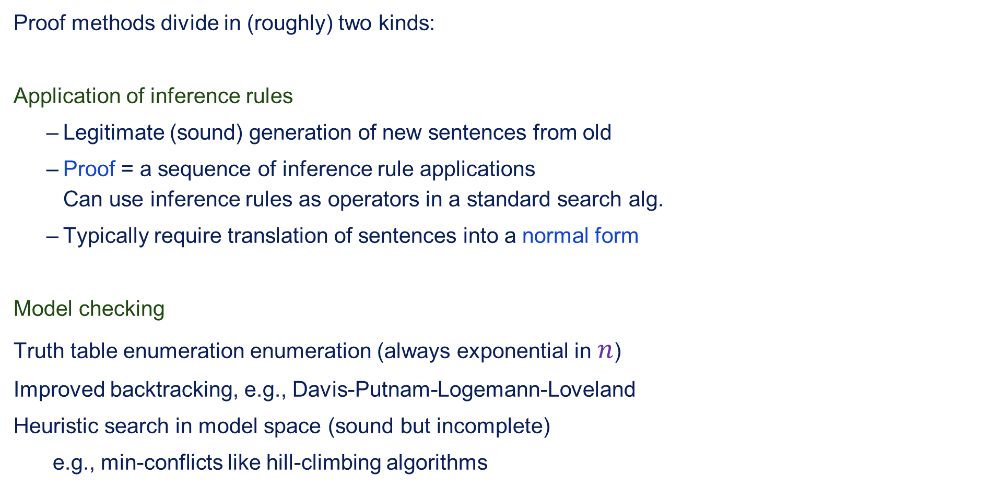 Proof methods divide in (roughly) two kinds:
Application of inference rules
– Legitimate (sound) generation of new sentences from old
– Proof = a sequence of inference rule applications
Can use inference rules as operators in a standard search alg.
– Typically require translation of sentences into a normal form
Model checking
Truth table enumeration enumeration (always exponential in n)
Improved backtracking, e.g., Davis-Putnam-Logemann-Loveland
Heuristic search in model space (sound but incomplete)
e.g., min-conflicts like hill-climbing algorithms